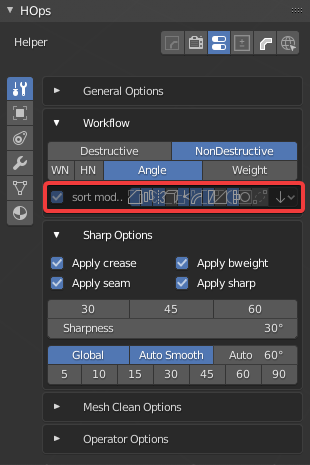 HOps
Helper
General Options
Workflow
Destructive NonDestructive
WN HN Angle Weight
sort mod..
Sharp Options
Apply crease Apply bweight
Apply seam Apply sharp
30 45 60
Sharpness 30°
Global Auto Smooth Auto 60°
5 10 15 30 45 60 90
Mesh Clean Options
Operator Options